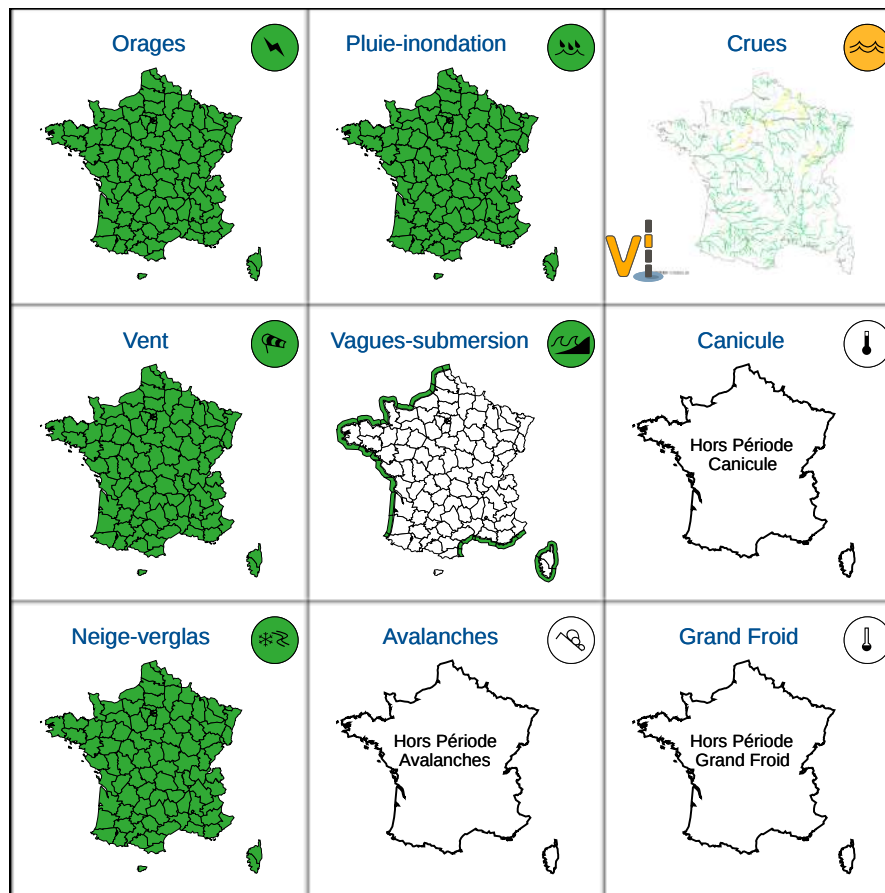 Orages
Pluie-inondation
Crues
Vi
Vent
Vagues-submersion
Canicule
Hors Période
Canicule
Neige-verglas
Avalanches
Hors Période
Avalanches
Grand Froid
Hors Période
Grand Froid